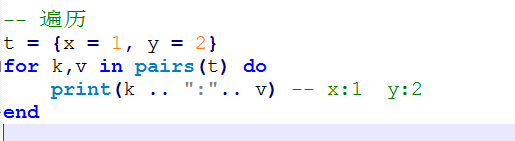 -- 遍历
t = {x = 1, y = 2}
for k,v in pairs(t) do
    print(k .. ":".. v) -- x:1  y:2
end